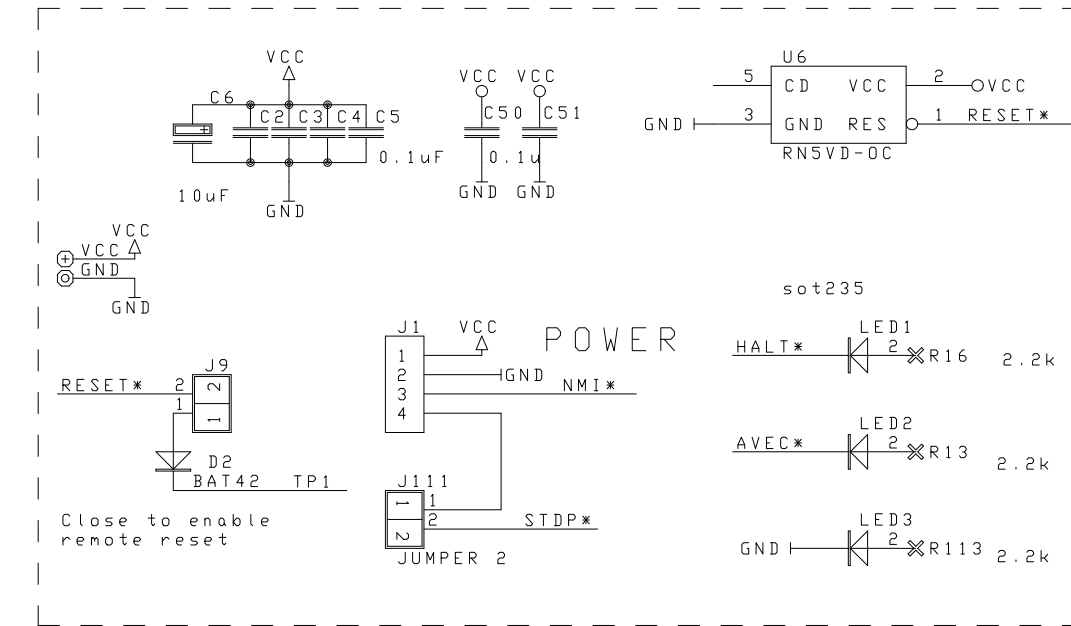 VCC
C6
C2 C3 C4 C5
0.1uF
10uF
GND
VCC VCC
C50 C51
0.1u
GND GND
U6
5 CD VCC 2 VCC
GND 3 GND RES 1 RESET*
RN5VD-0C
VCC
VCC
GND
GND
sot235
POWER
J1
VCC
1
2 GND
3 NMI*
4
HALT* LED1 2 R16 2.2k
J9
RESET* 2 2
1 1
D2
BAT42 TP1
AVEC* LED2 2 R13 2.2k
Close to enable
remote reset
J111
1 1
2 2 STDP*
JUMPER 2
GND LED3 2 R113 2.2k